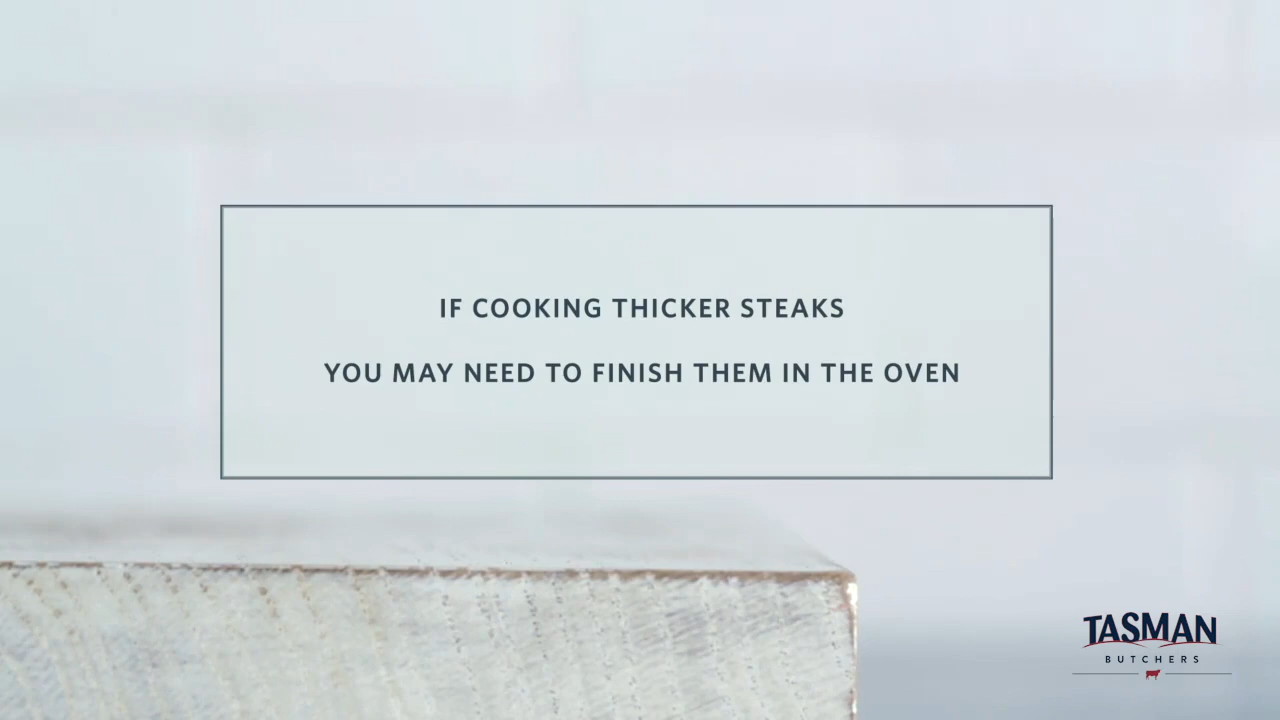 IF COOKING THICKER STEAKS
YOU MAY NEED TO FINISH THEM IN THE OVEN
TASMAN
BUTCHERS